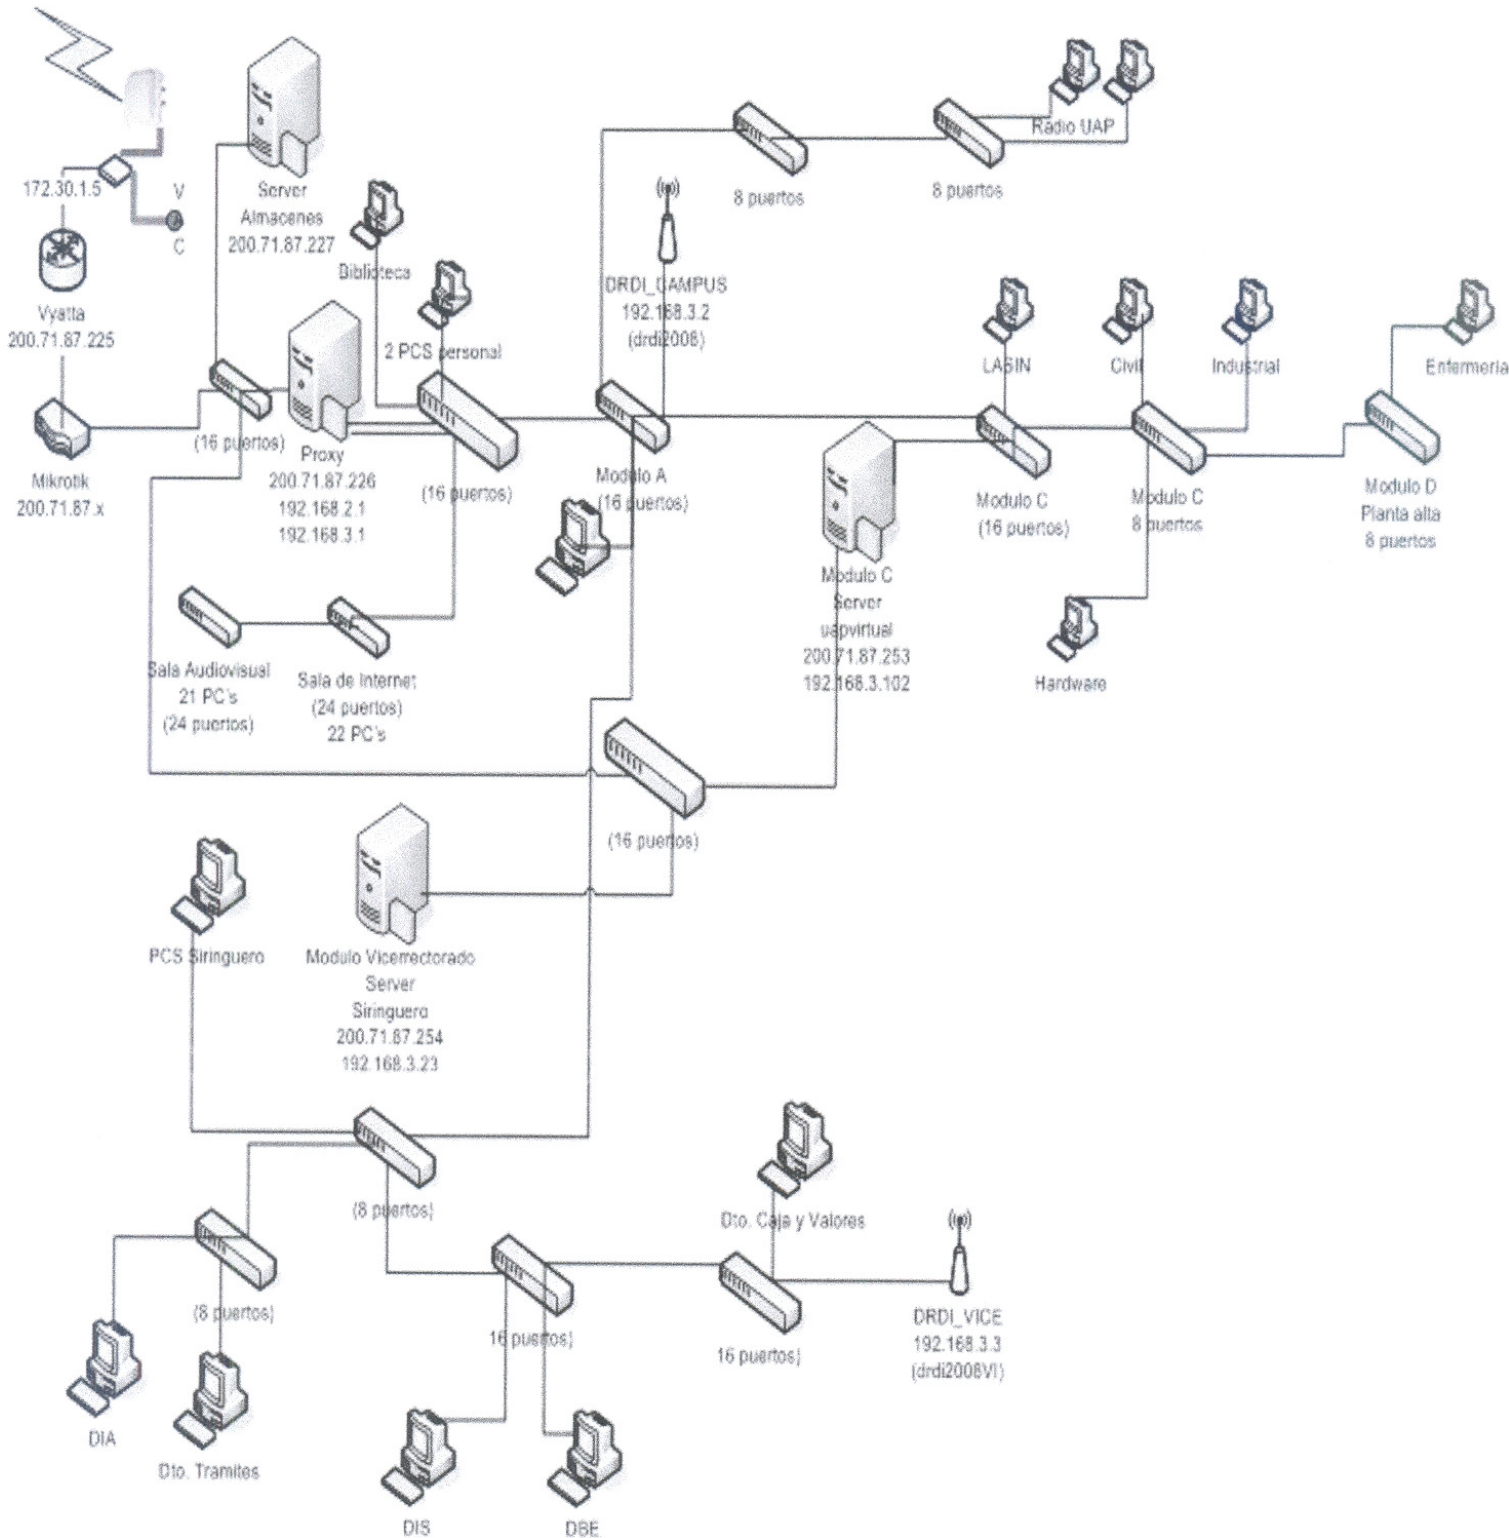 172.30.1.5
V
C
Server
Almacenes
200.71.87.227
Vyatta
200.71.87.225
Mikrotik
200.71.87.x
(16 puertos)
Biblioteca
2 PCS personal
Proxy
200.71.87.226
192.168.2.1
192.168.3.1
(16 puertos)
DRDI_CAMPUS
192.168.3.2
(drdi2008)
Modulo A
(16 puertos)
8 puertos
8 puertos
Radio UAP
LASIN
Civil
Industrial
Enfermería
Modulo C
(16 puertos)
Modulo C
8 puertos
Modulo D
Planta alta
8 puertos
Hardware
Modulo C
Server
uapvirtual
200.71.87.253
192.168.3.102
Sala Audiovisual
21 PC's
(24 puertos)
Sala de Internet
(24 puertos)
22 PC's
(16 puertos)
PCS Siringuero
Modulo Vicerrectorado
Server
Siringuero
200.71.87.254
192.168.3.23
(8 puertos)
(8 puertos)
16 puertos)
Dto. Caja y Valores
16 puertos)
DRDI_VICE
192.168.3.3
(drdi2008VI)
DIA
Dto. Tramites
DIS
DBE